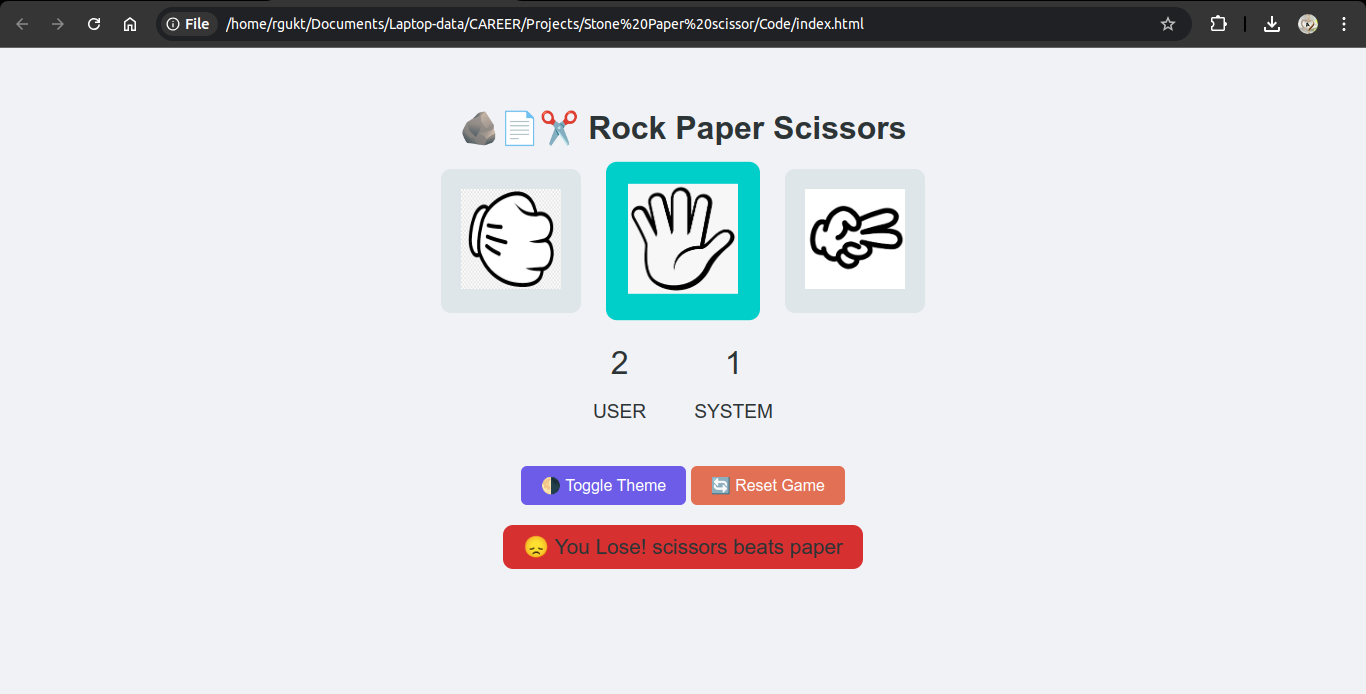 File /home/rgukt/Documents/Laptop-data/CAREER/Projects/Stone%20Paper%20scissor/Code/index.html
Rock Paper Scissors
2 1
USER SYSTEM
Toggle Theme Reset Game
You Lose! scissors beats paper